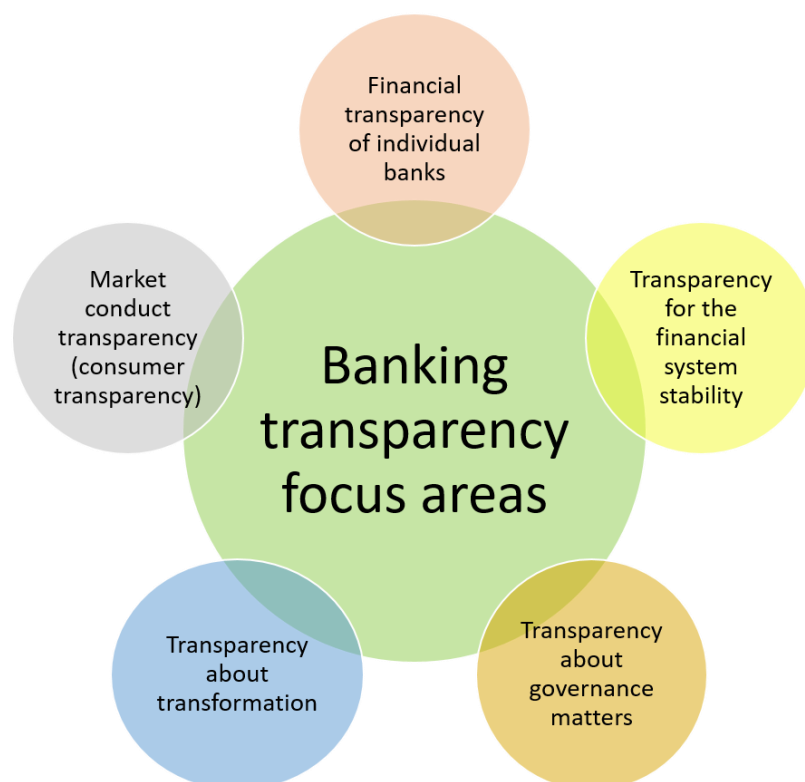 Financial
transparency
of individual
banks
Market
conduct
transparency
(consumer
transparency)
Transparency
for the
financial
system
stability
Banking
transparency
focus areas
Transparency
about
transformation
Transparency
about
governance
matters